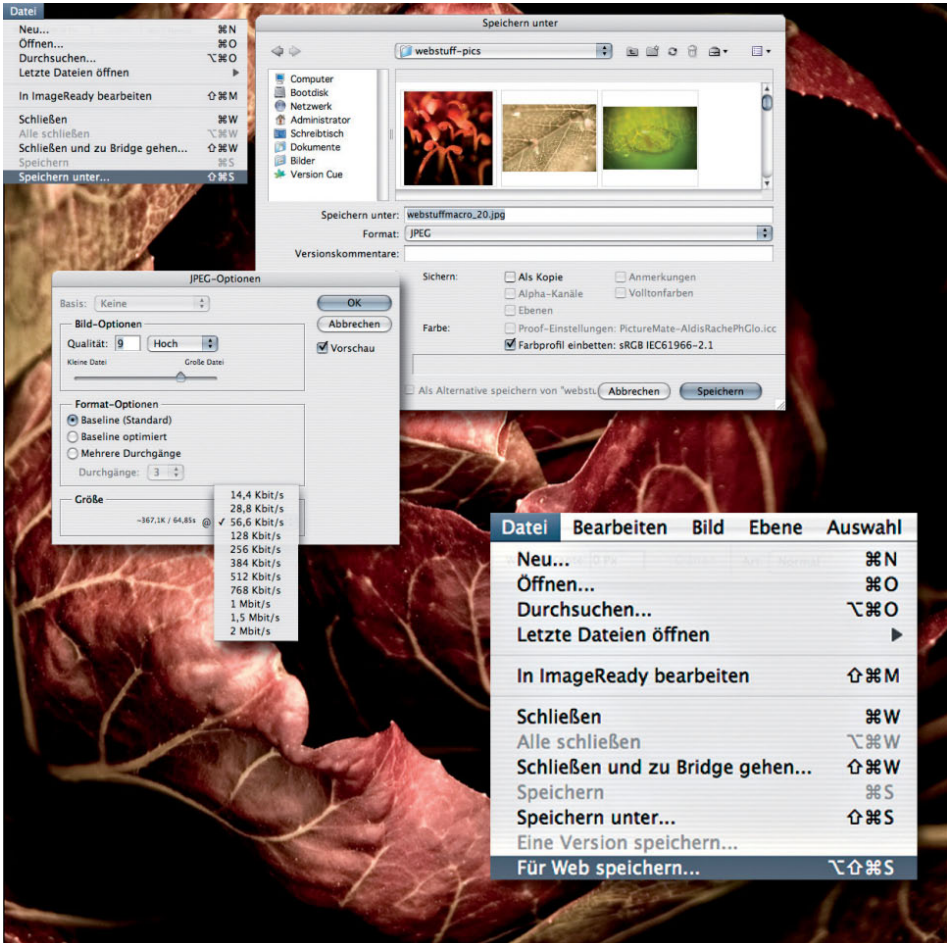 Datei
Neu... ⌘N
Öffnen... ⌘O
Durchsuchen... ⌥⌘O
Letzte Dateien öffnen ▶
In ImageReady bearbeiten ⇧⌘M
Schließen ⌘W
Alle schließen ⌥⌘W
Schließen und zu Bridge gehen... ⇧⌘W
Speichern ⌘S
Speichern unter... ⇧⌘S
Speichern unter
webstuff-pics
Computer
Bootdisk
Netzwerk
Administrator
Schreibtisch
Dokumente
Bilder
Version Cue
Speichern unter: webstuffmacro_20.jpg
Format: JPEG
Versionskommentare:
Sichern: Als Kopie Anmerkungen
Alpha-Kanäle Volltonfarben
Ebenen
Farbe: Proof-Einstellungen: PictureMate-AldisRachePhGlo.icc
Farbprofil einbetten: sRGB IEC61966-2.1
Als Alternative speichern von "webstu Abbrechen Speichern
JPEG-Optionen
Basis: Keine OK
Bild-Optionen Abbrechen
Qualität: 9 Hoch Vorschau
Kleine Datei Große Datei
Format-Optionen
Baseline (Standard)
Baseline optimiert
Mehrere Durchgänge
Durchgänge: 3
Größe
~367,1K / 64,85s @
14,4 Kbit/s
28,8 Kbit/s
✓ 56,6 Kbit/s
128 Kbit/s
256 Kbit/s
384 Kbit/s
512 Kbit/s
768 Kbit/s
1 Mbit/s
1,5 Mbit/s
2 Mbit/s
Datei Bearbeiten Bild Ebene Auswahl
Neu... ⌘N
Öffnen... ⌘O
Durchsuchen... ⌥⌘O
Letzte Dateien öffnen ▶
In ImageReady bearbeiten ⇧⌘M
Schließen ⌘W
Alle schließen ⌥⌘W
Schließen und zu Bridge gehen... ⇧⌘W
Speichern ⌘S
Speichern unter... ⇧⌘S
Eine Version speichern...
Für Web speichern... ⌥⇧⌘S